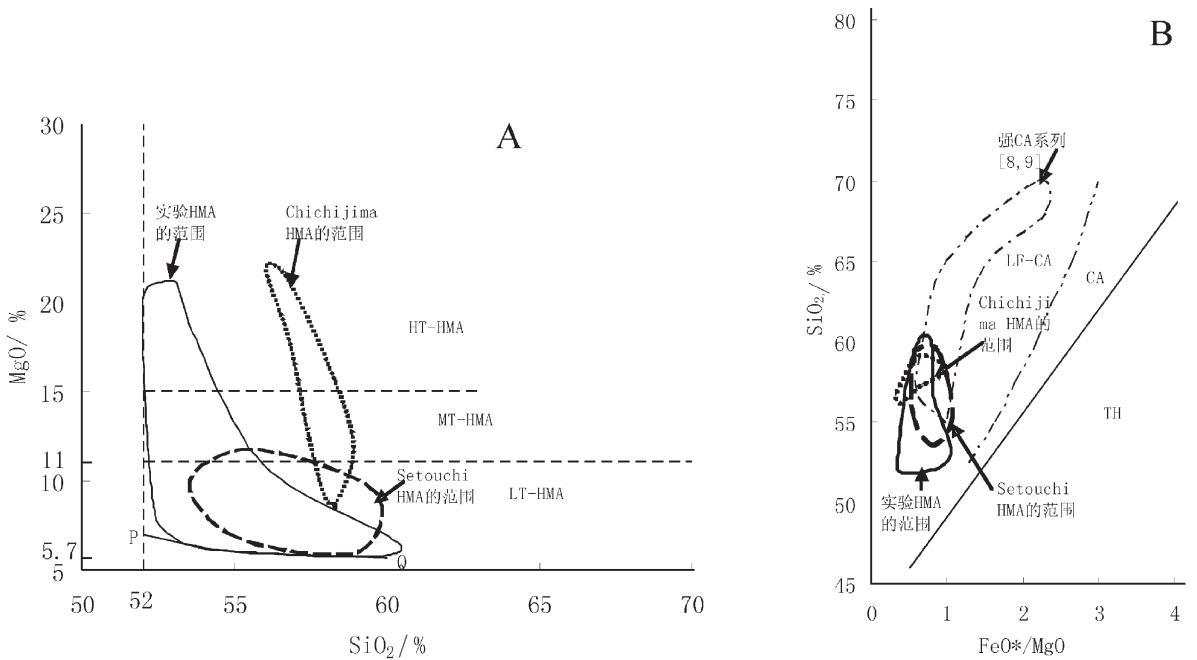 A
30
25
20
15
11
10
5.7
5
MgO/ %
50
52
55
60
65
70
SiO₂/ %
实验HMA
的范围
Chichijima
HMA的范围
HT-HMA
MT-HMA
LT-HMA
Setouchi
HMA的范围
P
Q
B
80
75
70
65
60
55
50
45
SiO₂/ %
0
1
2
3
4
FeO*/MgO
强CA系列
[8,9]
LF-CA
CA
Chichiji
ma HMA的
范围
TH
Setouchi
HMA的范围
实验HMA
的范围